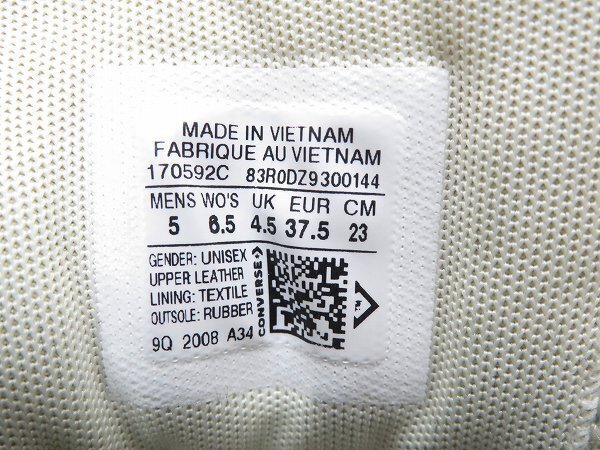 MADE IN VIETNAM
FABRIQUE AU VIETNAM
170592C 83R0DZ9300144
MENS WO'S UK EUR CM
5 6.5 4.5 37.5 23
GENDER: UNISEX
UPPER LEATHER
LINING: TEXTILE
OUTSOLE: RUBBER
9Q 2008 A34
CONVERSE
TM